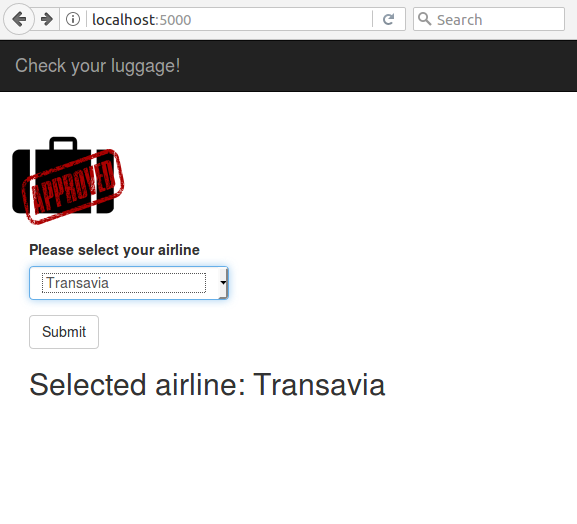 localhost:5000
Search
Check your luggage!
APPROVED
Please select your airline
Transavia
Submit
Selected airline: Transavia